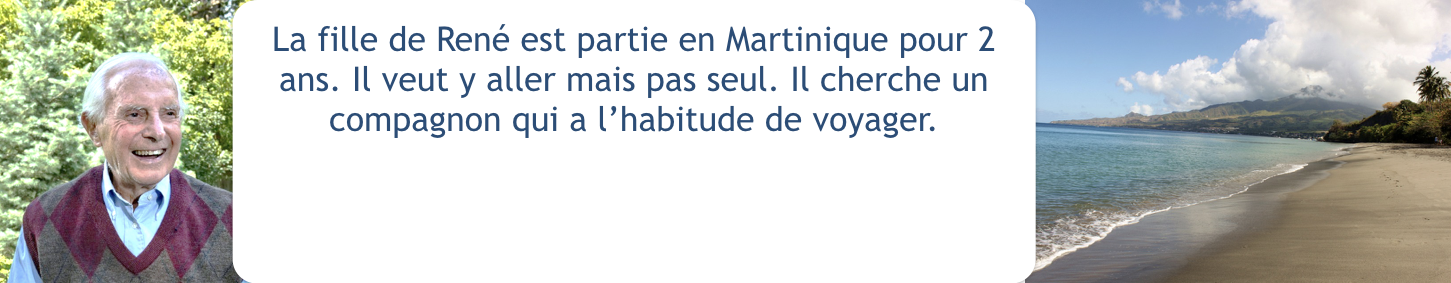 La fille de René est partie en Martinique pour 2
ans. Il veut y aller mais pas seul. Il cherche un
compagnon qui a l’habitude de voyager.